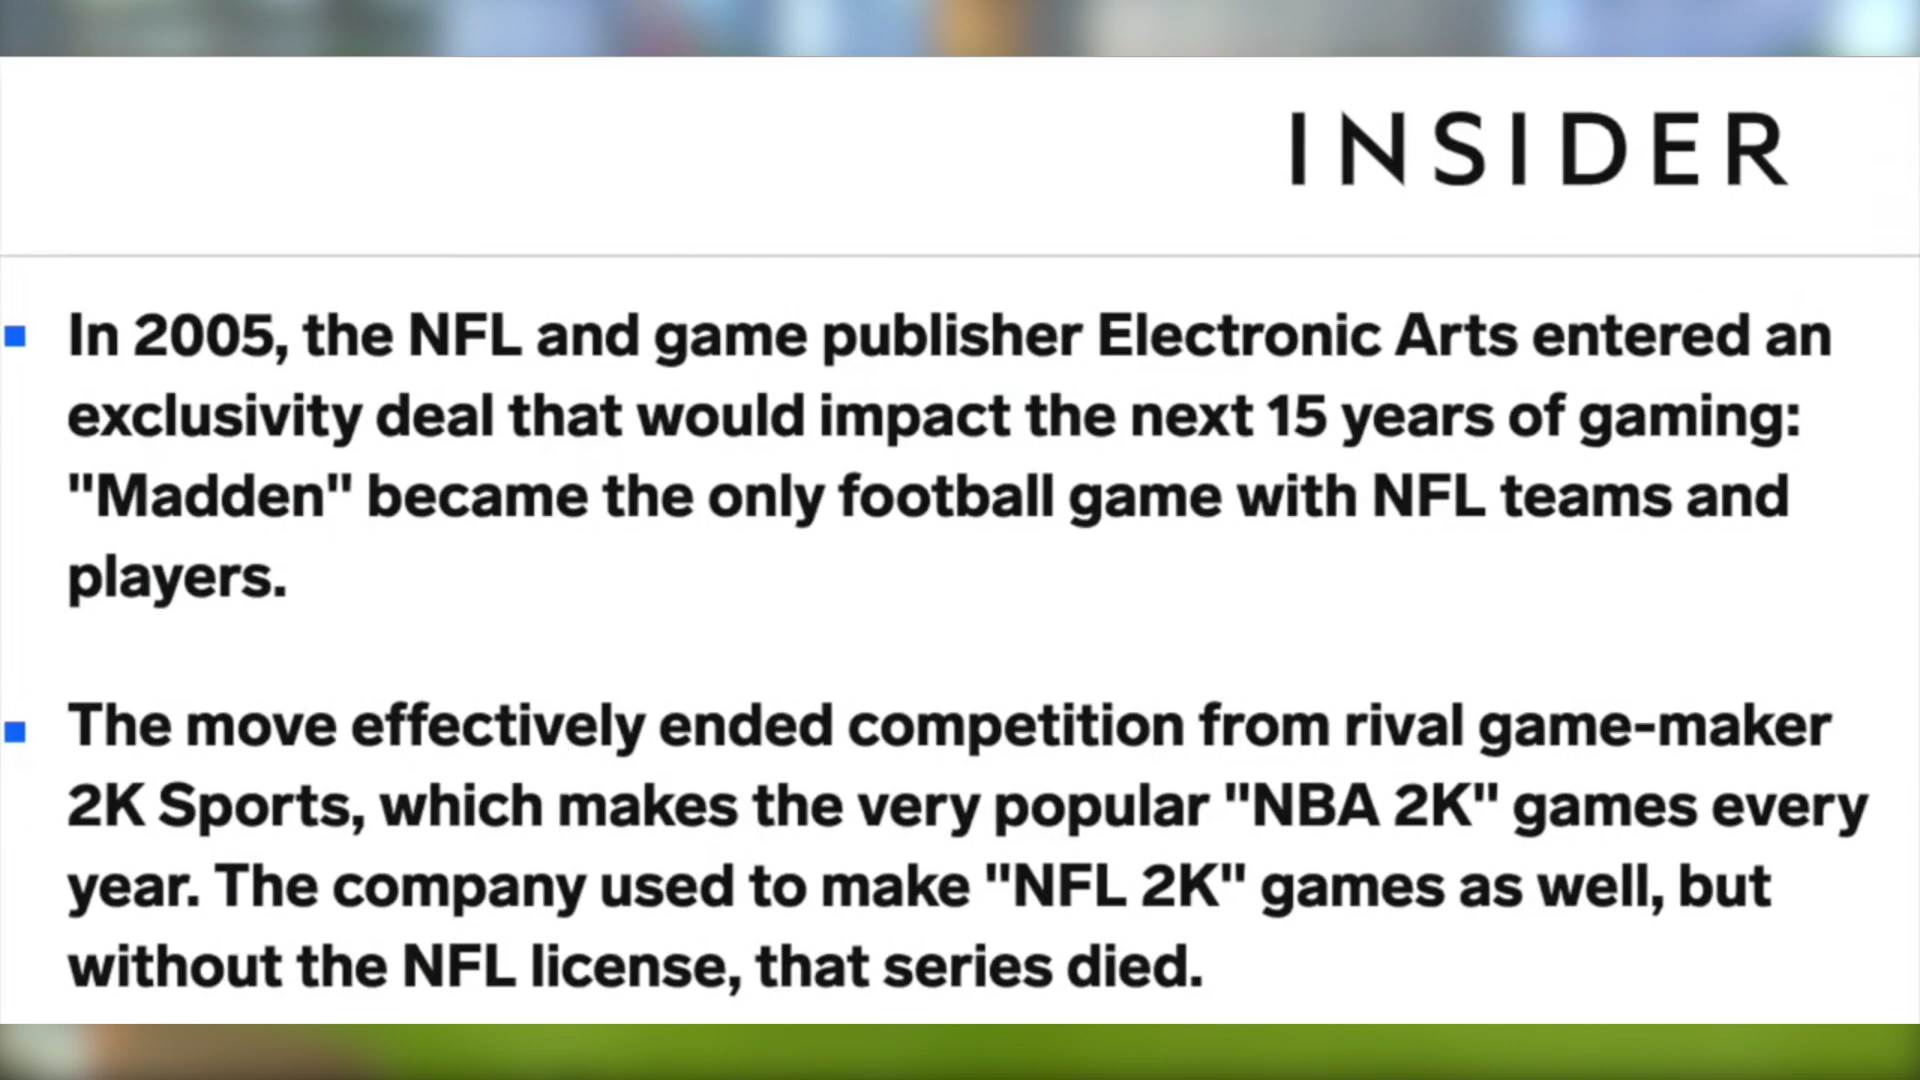 INSIDER
In 2005, the NFL and game publisher Electronic Arts entered an
exclusivity deal that would impact the next 15 years of gaming:
"Madden" became the only football game with NFL teams and
players.
The move effectively ended competition from rival game-maker
2K Sports, which makes the very popular "NBA 2K" games every
year. The company used to make "NFL 2K" games as well, but
without the NFL license, that series died.